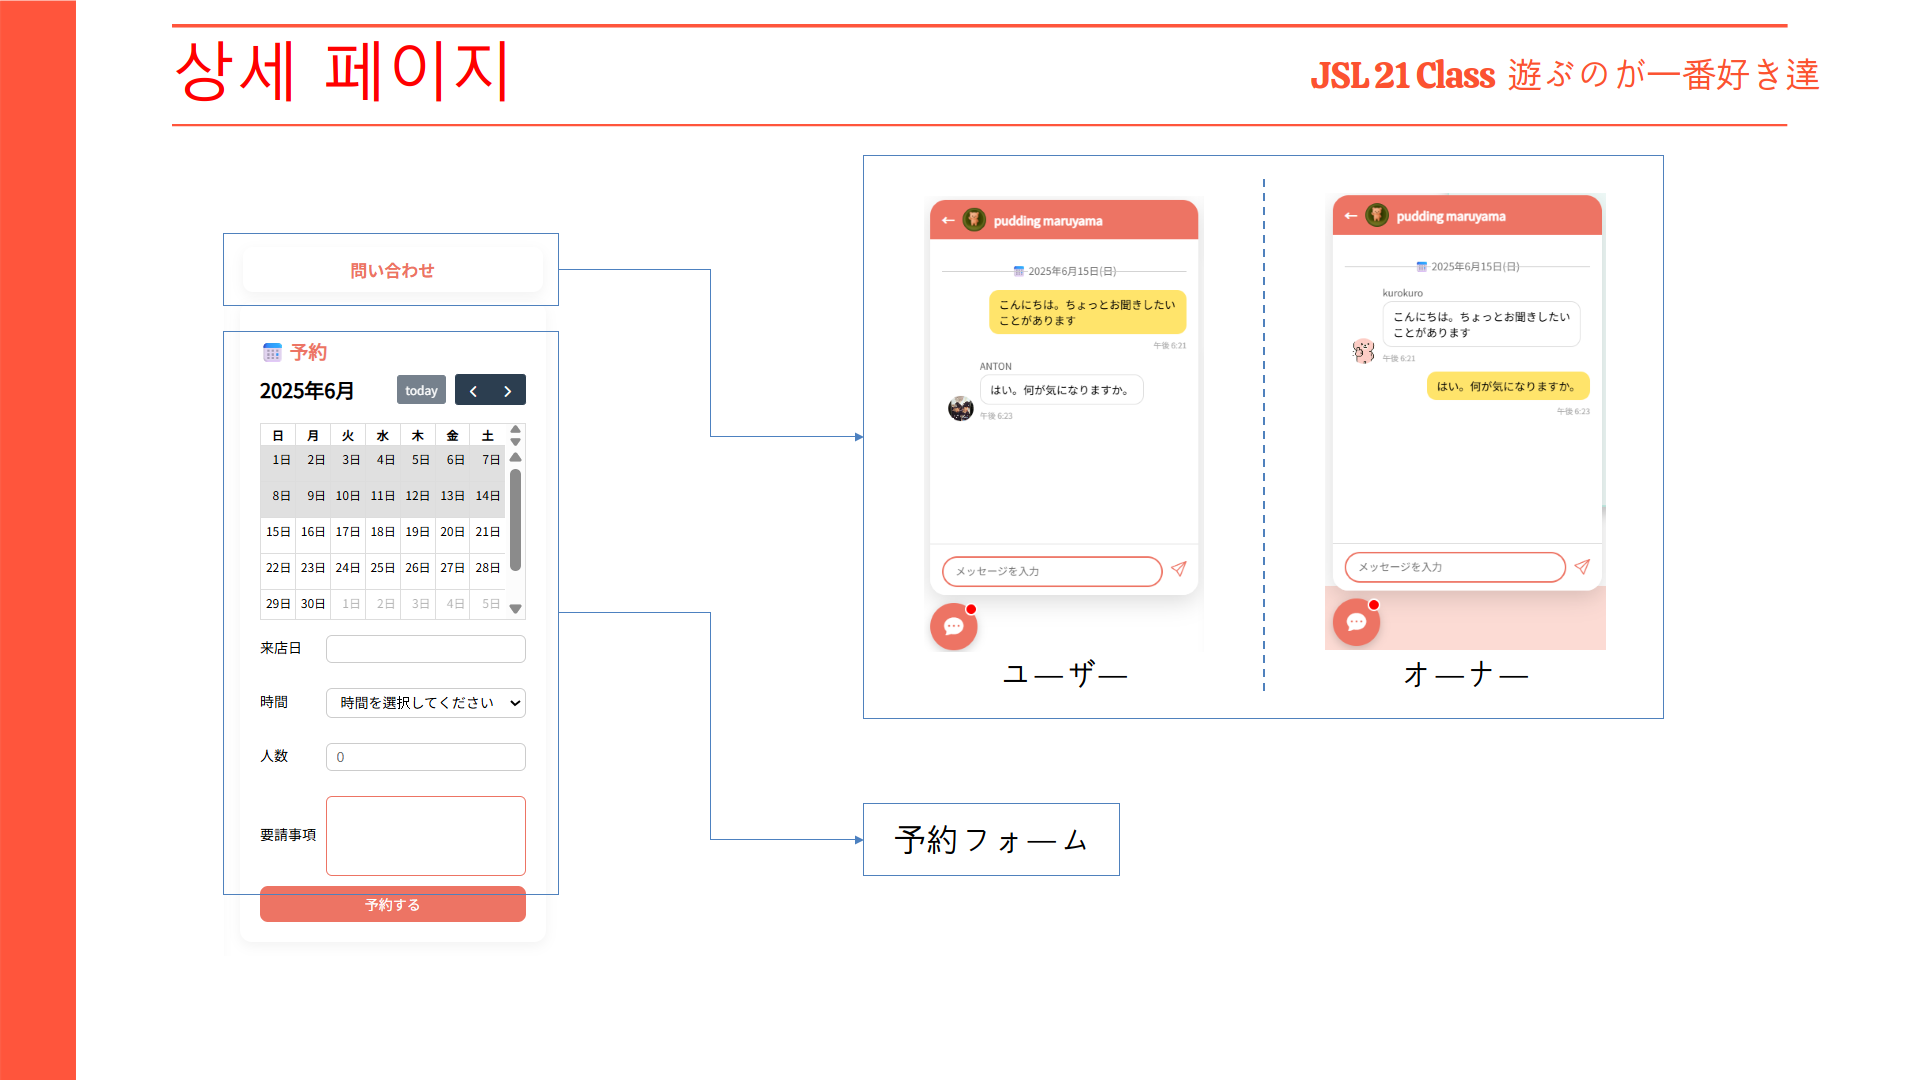 상세 페이지
JSL 21 Class 遊ぶのが一番好き達
問い合わせ
予約
2025年6月
today
日 月 火 水 木 金 土
1日 2日 3日 4日 5日 6日 7日
8日 9日 10日 11日 12日 13日 14日
15日 16日 17日 18日 19日 20日 21日
22日 23日 24日 25日 26日 27日 28日
29日 30日 1日 2日 3日 4日 5日
来店日
時間 時間を選択してください
人数 0
要請事項
予約する
pudding maruyama
2025年6月15日(日)
こんにちは。ちょっとお聞きしたい
ことがあります
午後 6:21
ANTON
はい。何が気になりますか。
午後 6:23
メッセージを入力
ユーザー
pudding maruyama
2025年6月15日(日)
kurokuro
こんにちは。ちょっとお聞きしたい
ことがあります
午後 6:21
はい。何が気になりますか。
午後 6:23
メッセージを入力
オーナー
予約フォーム